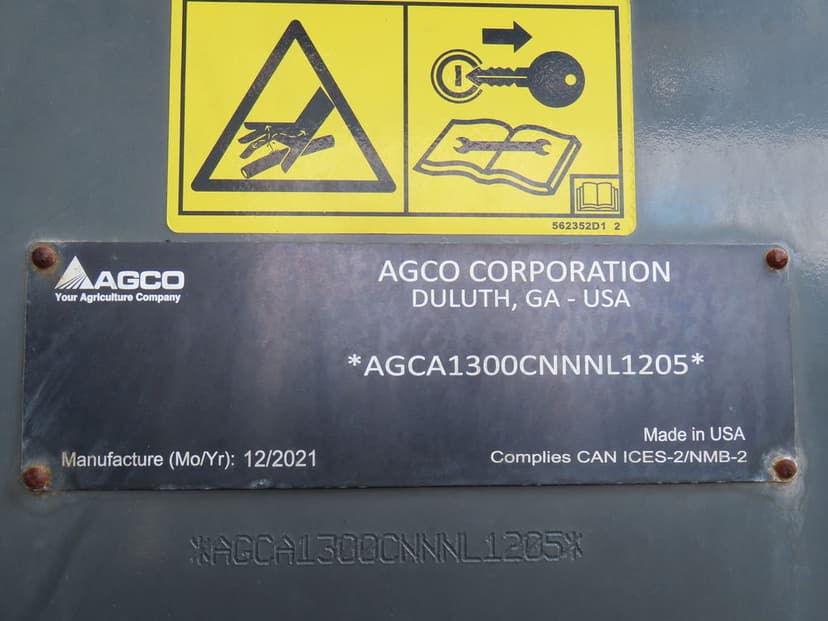 562352D1 2
AGCO
Your Agriculture Company
AGCO CORPORATION
DULUTH, GA - USA
*AGCA1300CNNNL1205*
Made in USA
Manufacture (Mo/Yr): 12/2021
Complies CAN ICES-2/NMB-2
*AGCA1300CNNNL1205*